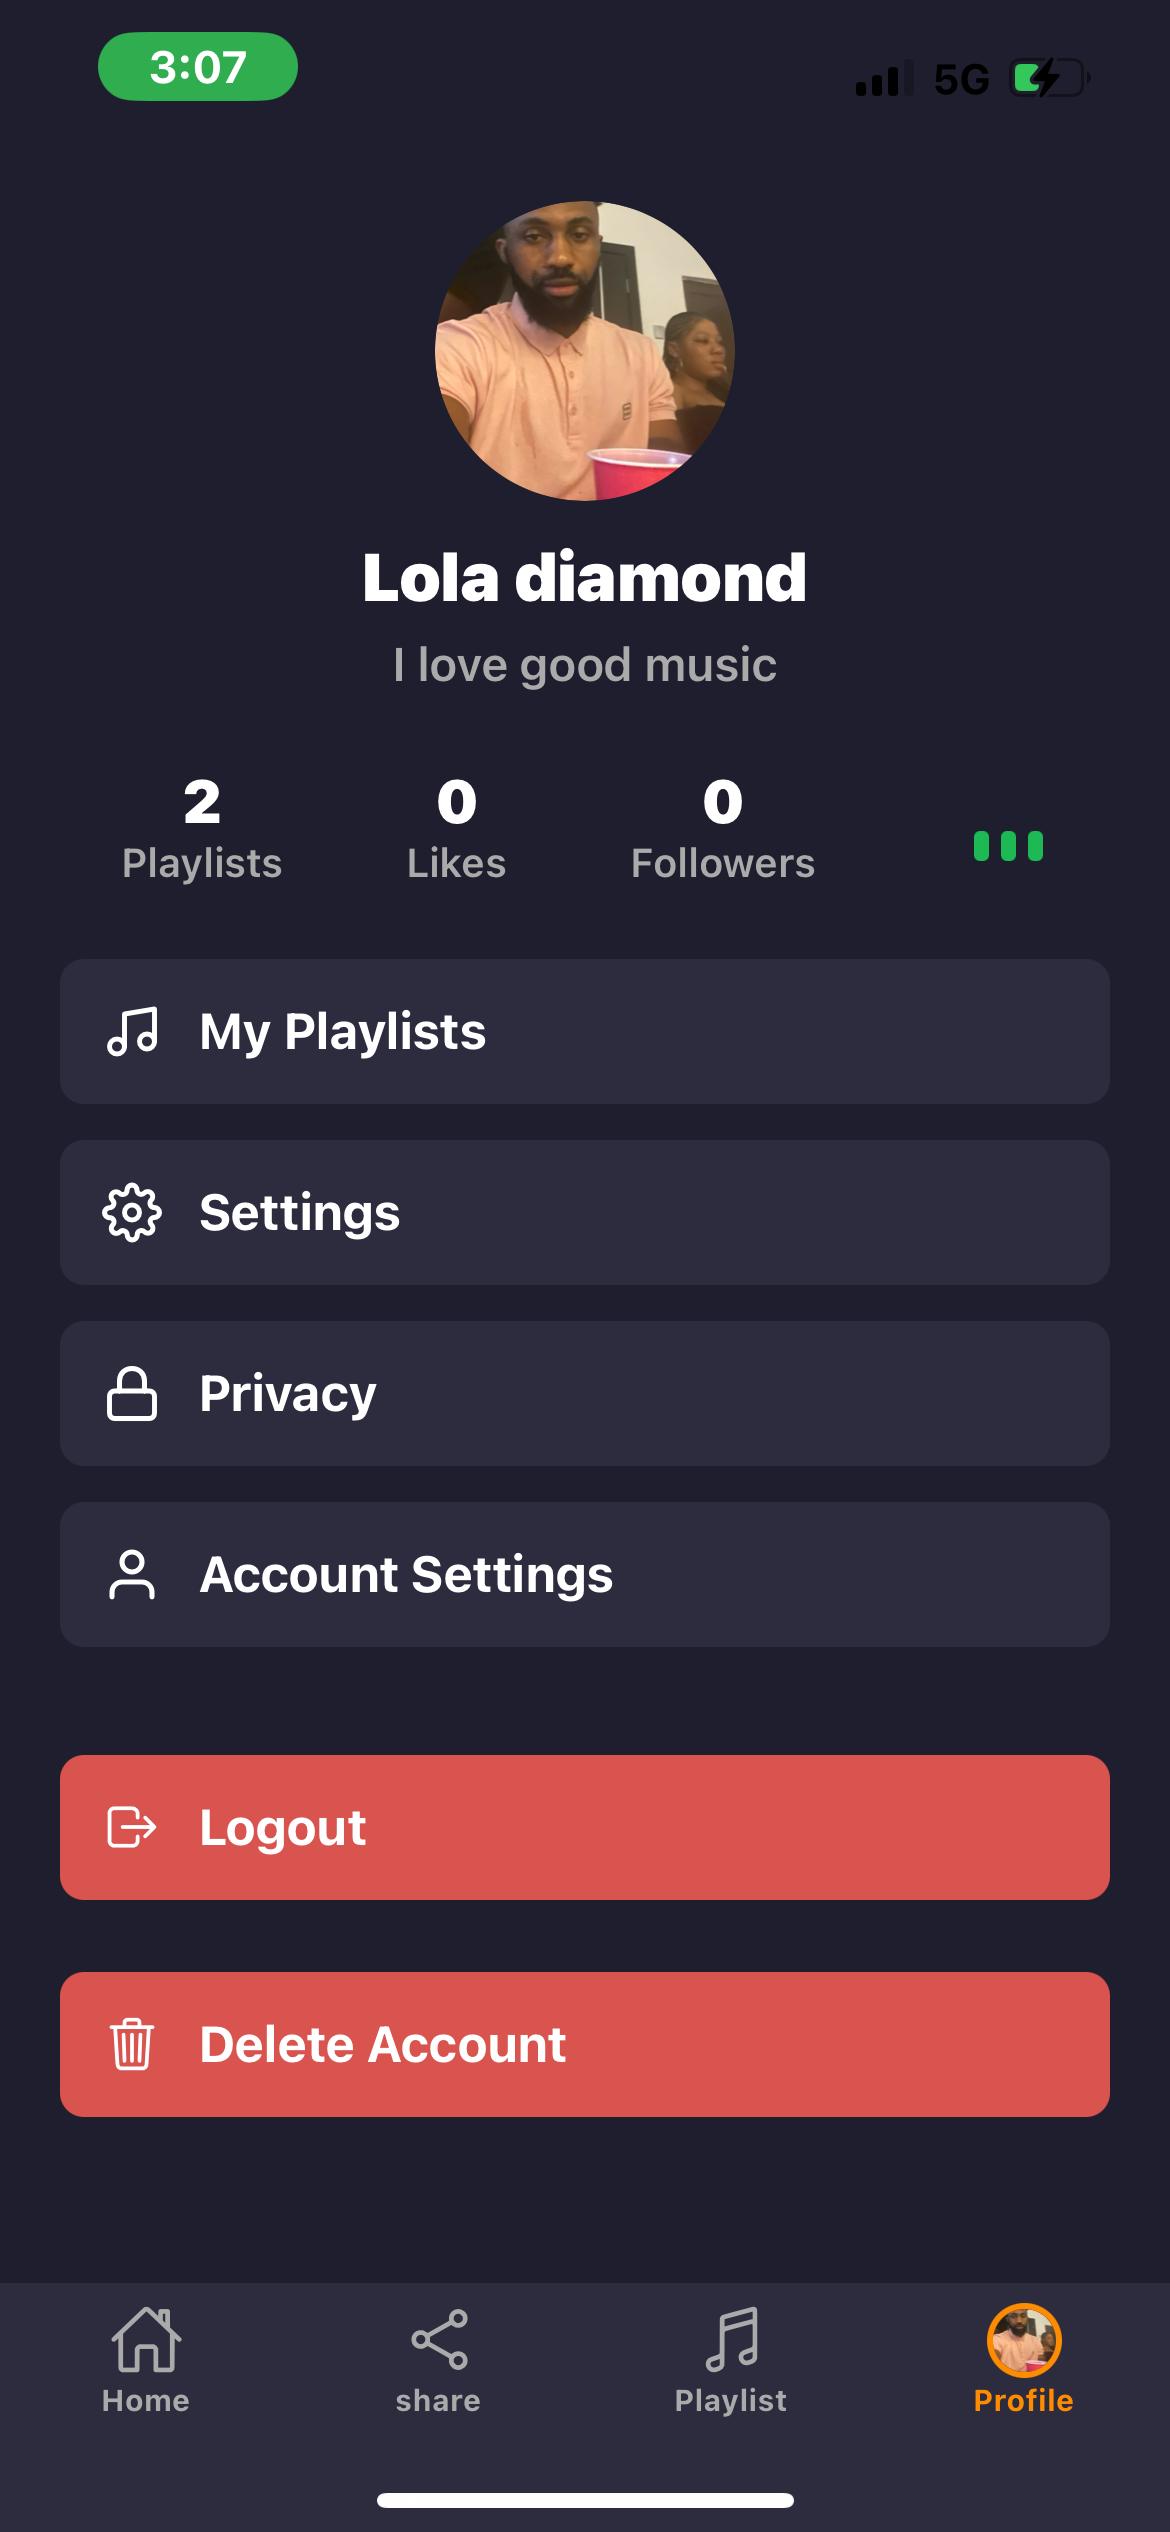 3:07
5G
Lola diamond
I love good music
2 0 0
Playlists Likes Followers
My Playlists
Settings
Privacy
Account Settings
Logout
Delete Account
Home share Playlist Profile